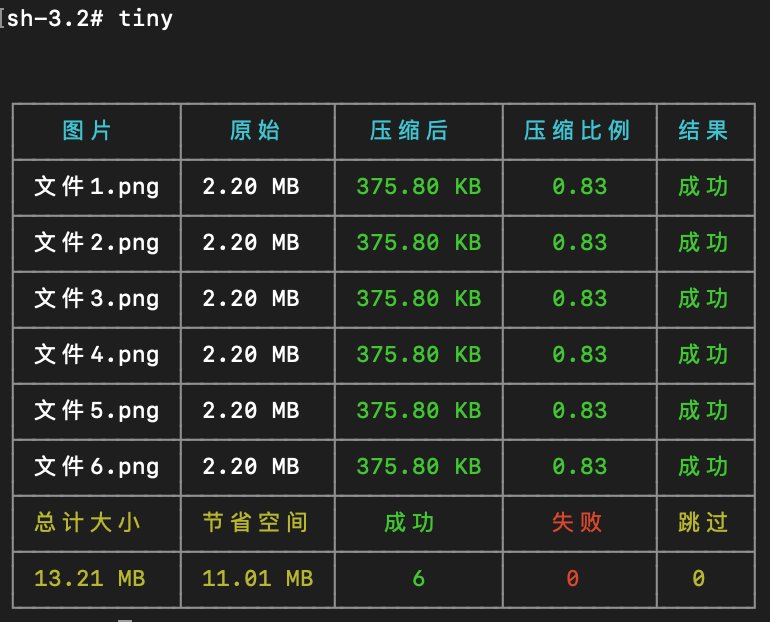 sh-3.2# tiny
图片 原始 压缩后 压缩比例 结果
文件1.png 2.20 MB 375.80 KB 0.83 成功
文件2.png 2.20 MB 375.80 KB 0.83 成功
文件3.png 2.20 MB 375.80 KB 0.83 成功
文件4.png 2.20 MB 375.80 KB 0.83 成功
文件5.png 2.20 MB 375.80 KB 0.83 成功
文件6.png 2.20 MB 375.80 KB 0.83 成功
总计大小 节省空间 成功 失败 跳过
13.21 MB 11.01 MB 6 0 0